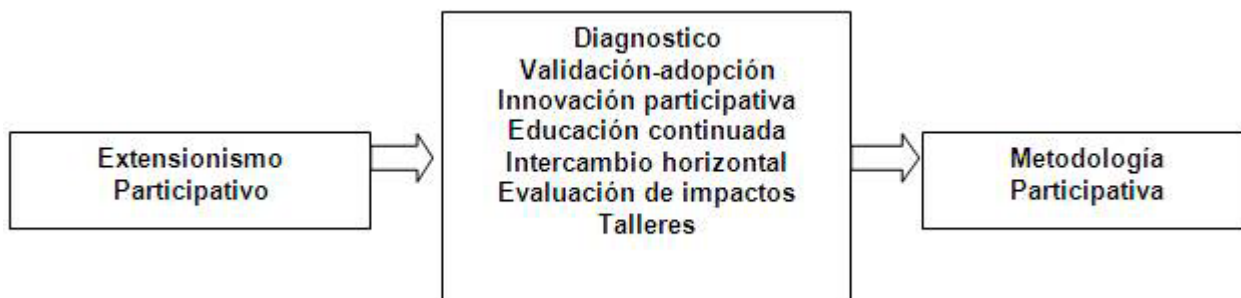 Extensionismo
Participativo
Diagnostico
Validación-adopción
Innovación participativa
Educación continuada
Intercambio horizontal
Evaluación de impactos
Talleres
Metodología
Participativa